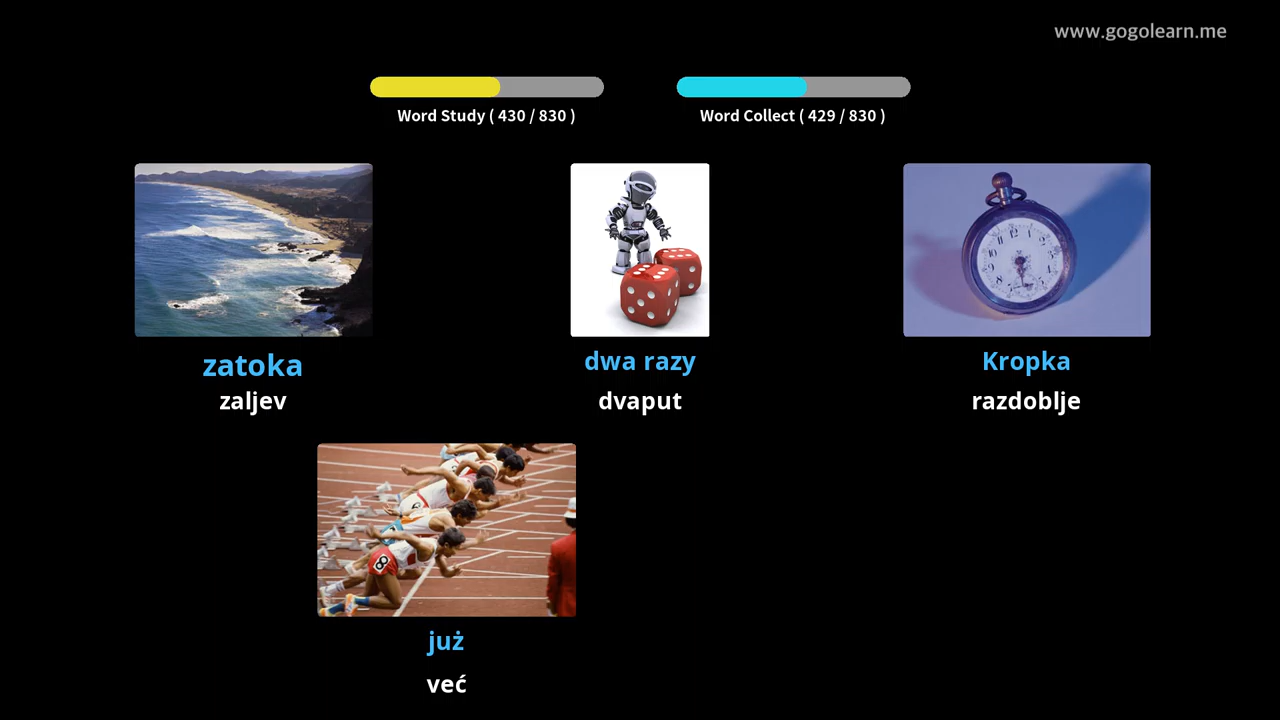 www.gogolearn.me
Word Study ( 430 / 830 )
Word Collect ( 429 / 830 )
zatoka
zaljev
dwa razy
dvaput
Kropka
razdoblje
już
već